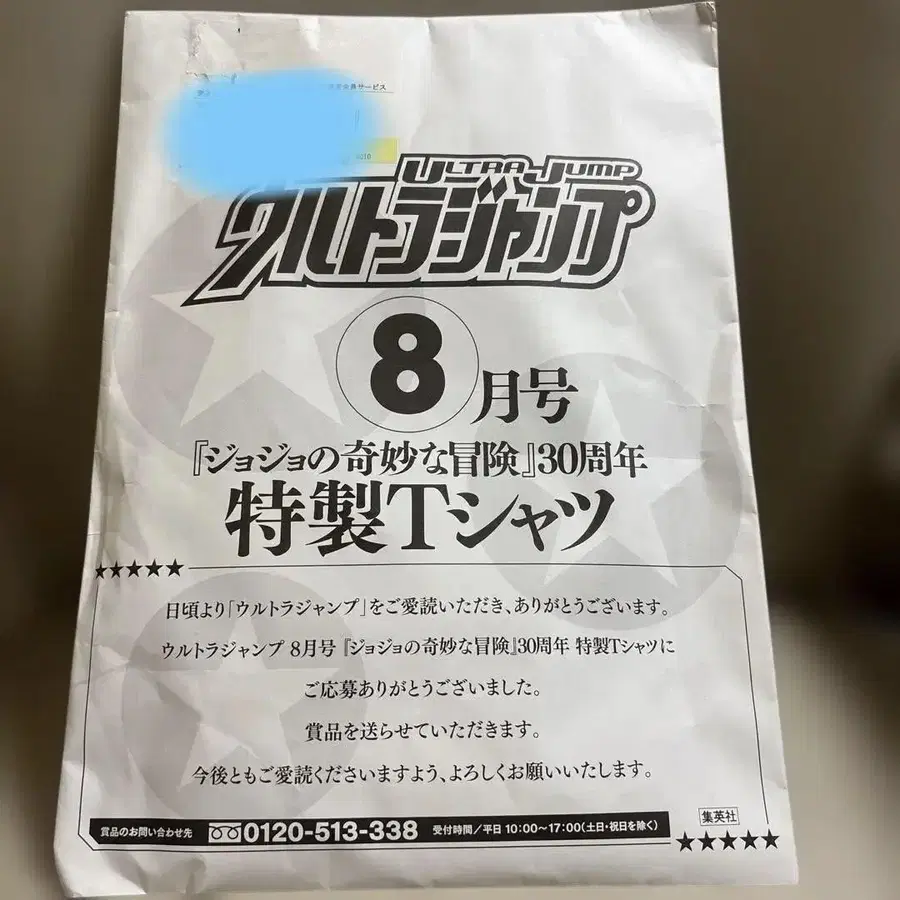 ULTRA JUMP
ウルトラジャンプ
8月号
『ジョジョの奇妙な冒険』30周年
特製Tシャツ
★★★★★
日頃より「ウルトラジャンプ」をご愛読いただき、ありがとうございます。
ウルトラジャンプ 8月号『ジョジョの奇妙な冒険』30周年 特製Tシャツに
ご応募ありがとうございました。
賞品を送らせていただきます。
今後ともご愛読くださいますよう、よろしくお願いいたします。
集英社
賞品のお問い合わせ先 0120-513-338 受付時間/平日 10:00〜17:00(土日・祝日を除く)
★★★★★